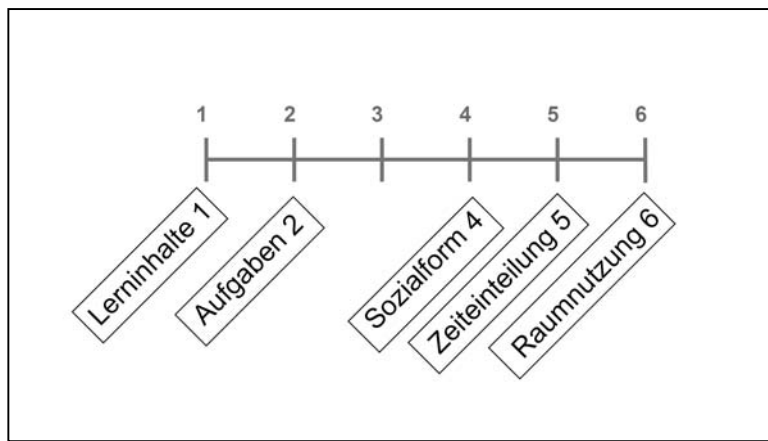 1 2 3 4 5 6
Lerninhalte 1
Aufgaben 2
Sozialform 4
Zeiteinteilung 5
Raumnutzung 6